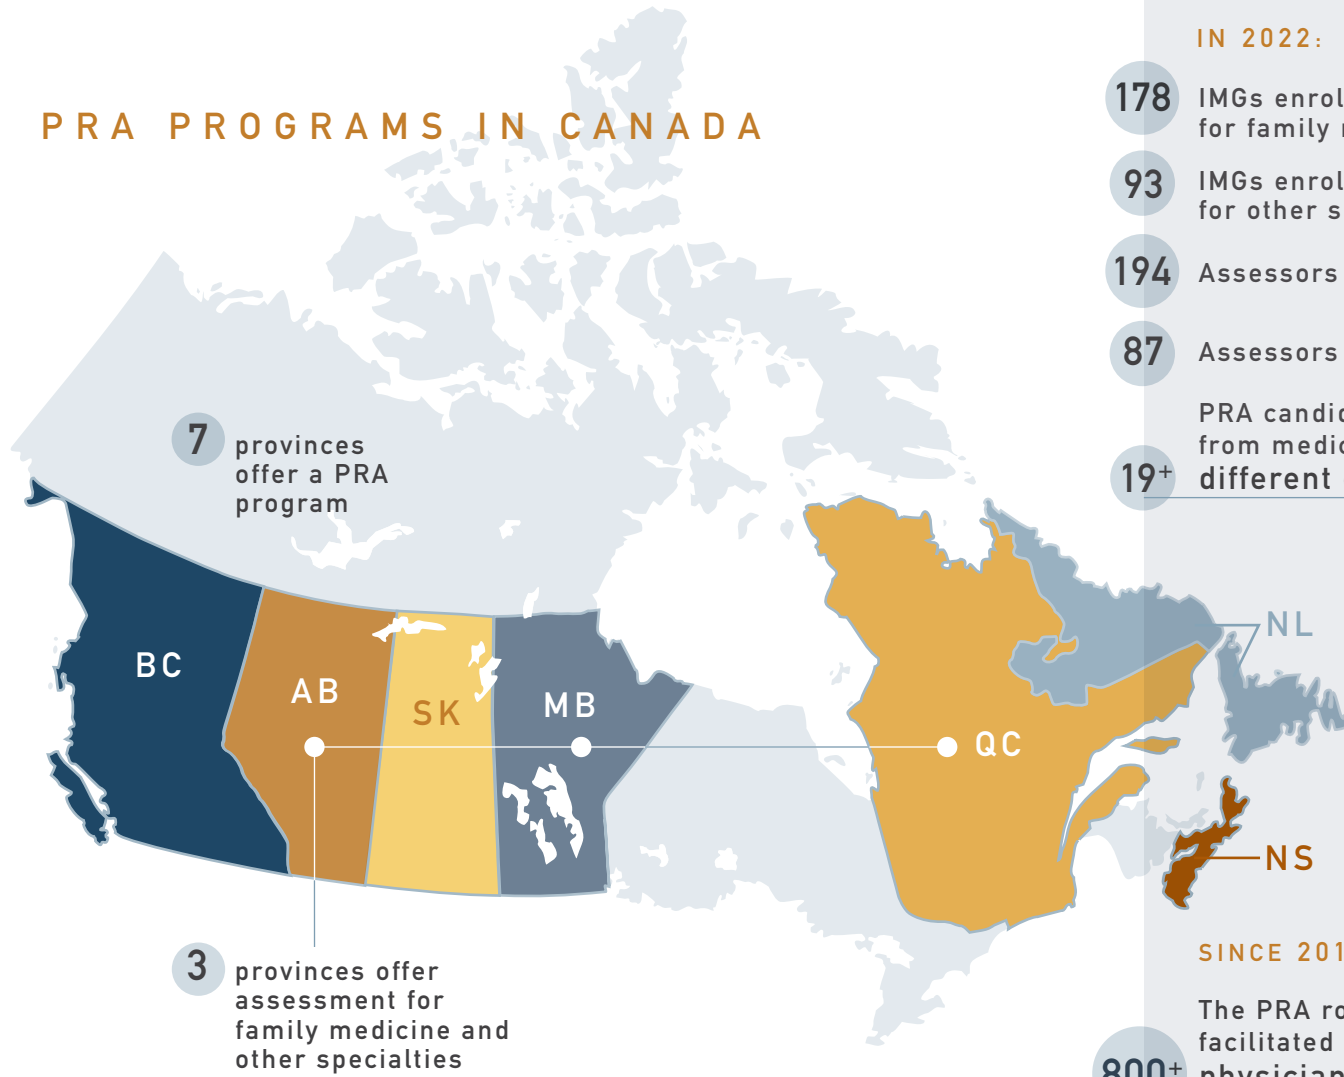 PRA PROGRAMS IN CANADA
7
provinces
offer a PRA
program
BC
AB
SK
MB
QC
NL
NS
3
provinces offer
assessment for
family medicine and
other specialties
IN 2022:
178
IMGs enrol
for family
93
IMGs enrol
for other s
194
Assessors
87
Assessors
PRA candid
from medic
19+
different
SINCE 201
The PRA ro
facilitated
800+
physician